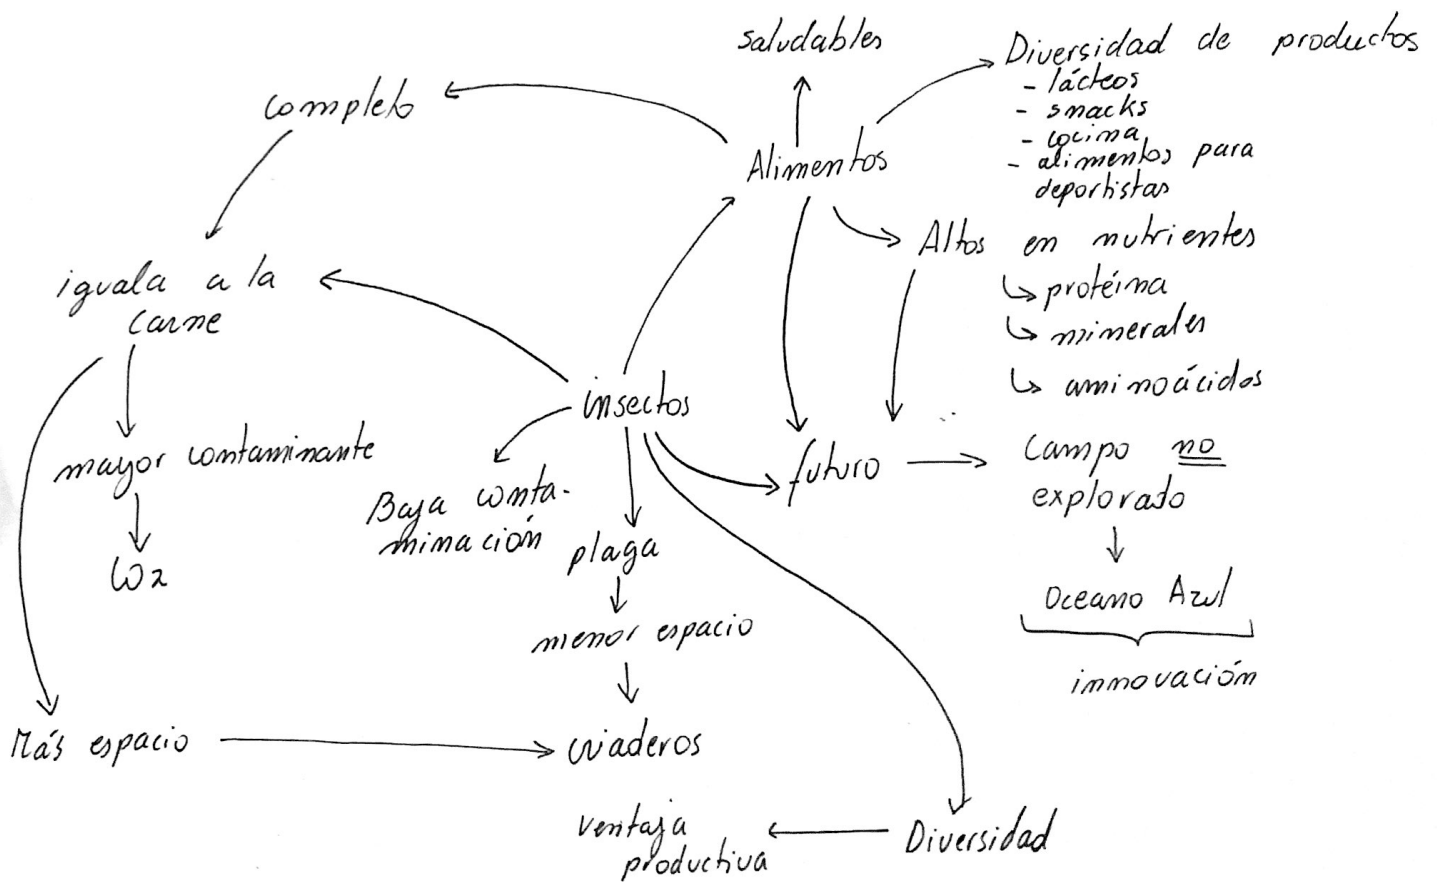 saludables
Diversidad de productos
- lácteos
- snacks
- cocina
- alimentos para
deportistas
completo
Alimentos
Altos en nutrientes
↳ proteína
↳ minerales
↳ aminoácidos
iguala a la
carne
insectos
mayor contaminante
CO2
Baja conta-
minación
plaga
menor espacio
futuro
Campo no
explorado
Oceano Azul
innovación
Más espacio
criaderos
Diversidad
ventaja
productiva